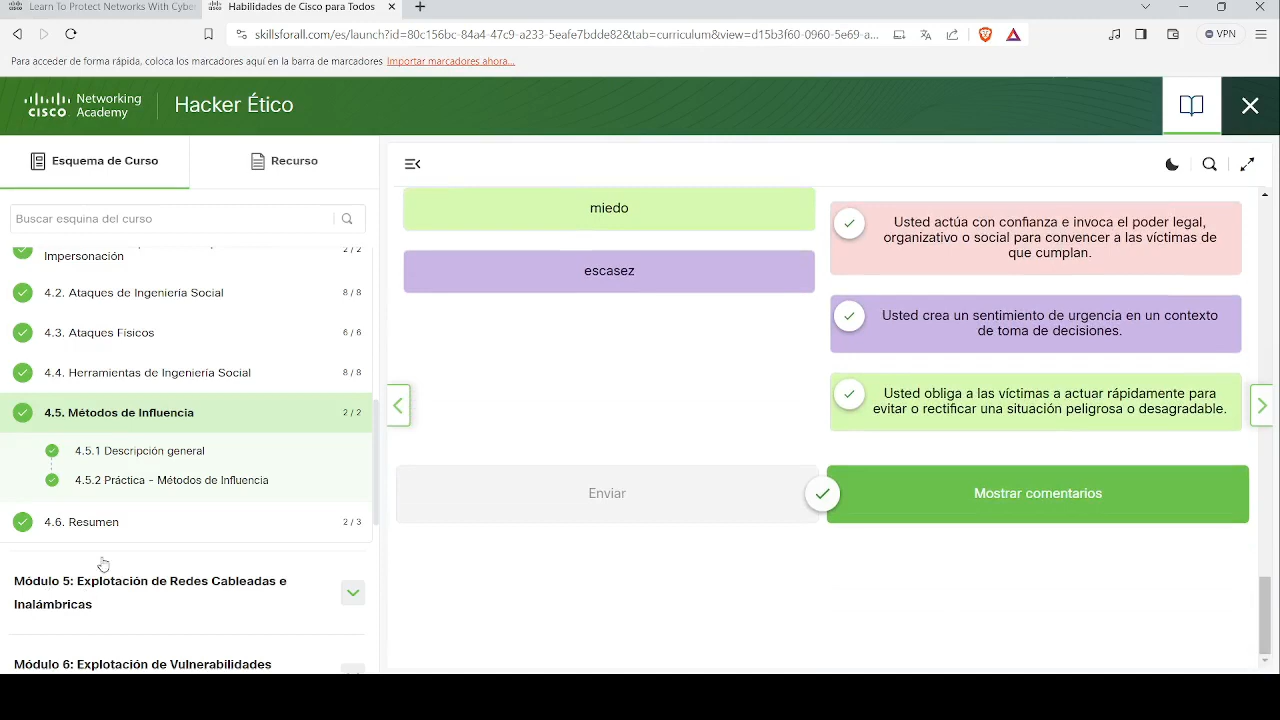 Learn To Protect Networks With Cybe
Habilidades de Cisco para Todos
skillsforall.com/es/launch?id=80c156bc-84a4-47c9-a233-5eafe7bdde82&tab=curriculum&view=d15b3f60-0960-5e69-a...
VPN
Para acceder de forma rápida, coloca los marcadores aquí en la barra de marcadores Importar marcadores ahora...
CISCO
Networking
Academy
Hacker Ético
Esquema de Curso
Recurso
Buscar esquina del curso
Impersonación
2 / 2
4.2. Ataques de Ingeniería Social
8 / 8
4.3. Ataques Físicos
6 / 6
4.4. Herramientas de Ingeniería Social
8 / 8
4.5. Métodos de Influencia
2 / 2
4.5.1 Descripción general
4.5.2 Práctica - Métodos de Influencia
4.6. Resumen
2 / 3
Módulo 5: Explotación de Redes Cableadas e
Inalámbricas
Módulo 6: Explotación de Vulnerabilidades
miedo
escasez
Usted actúa con confianza e invoca el poder legal,
organizativo o social para convencer a las víctimas de
que cumplan.
Usted crea un sentimiento de urgencia en un contexto
de toma de decisiones.
Usted obliga a las víctimas a actuar rápidamente para
evitar o rectificar una situación peligrosa o desagradable.
Enviar
Mostrar comentarios